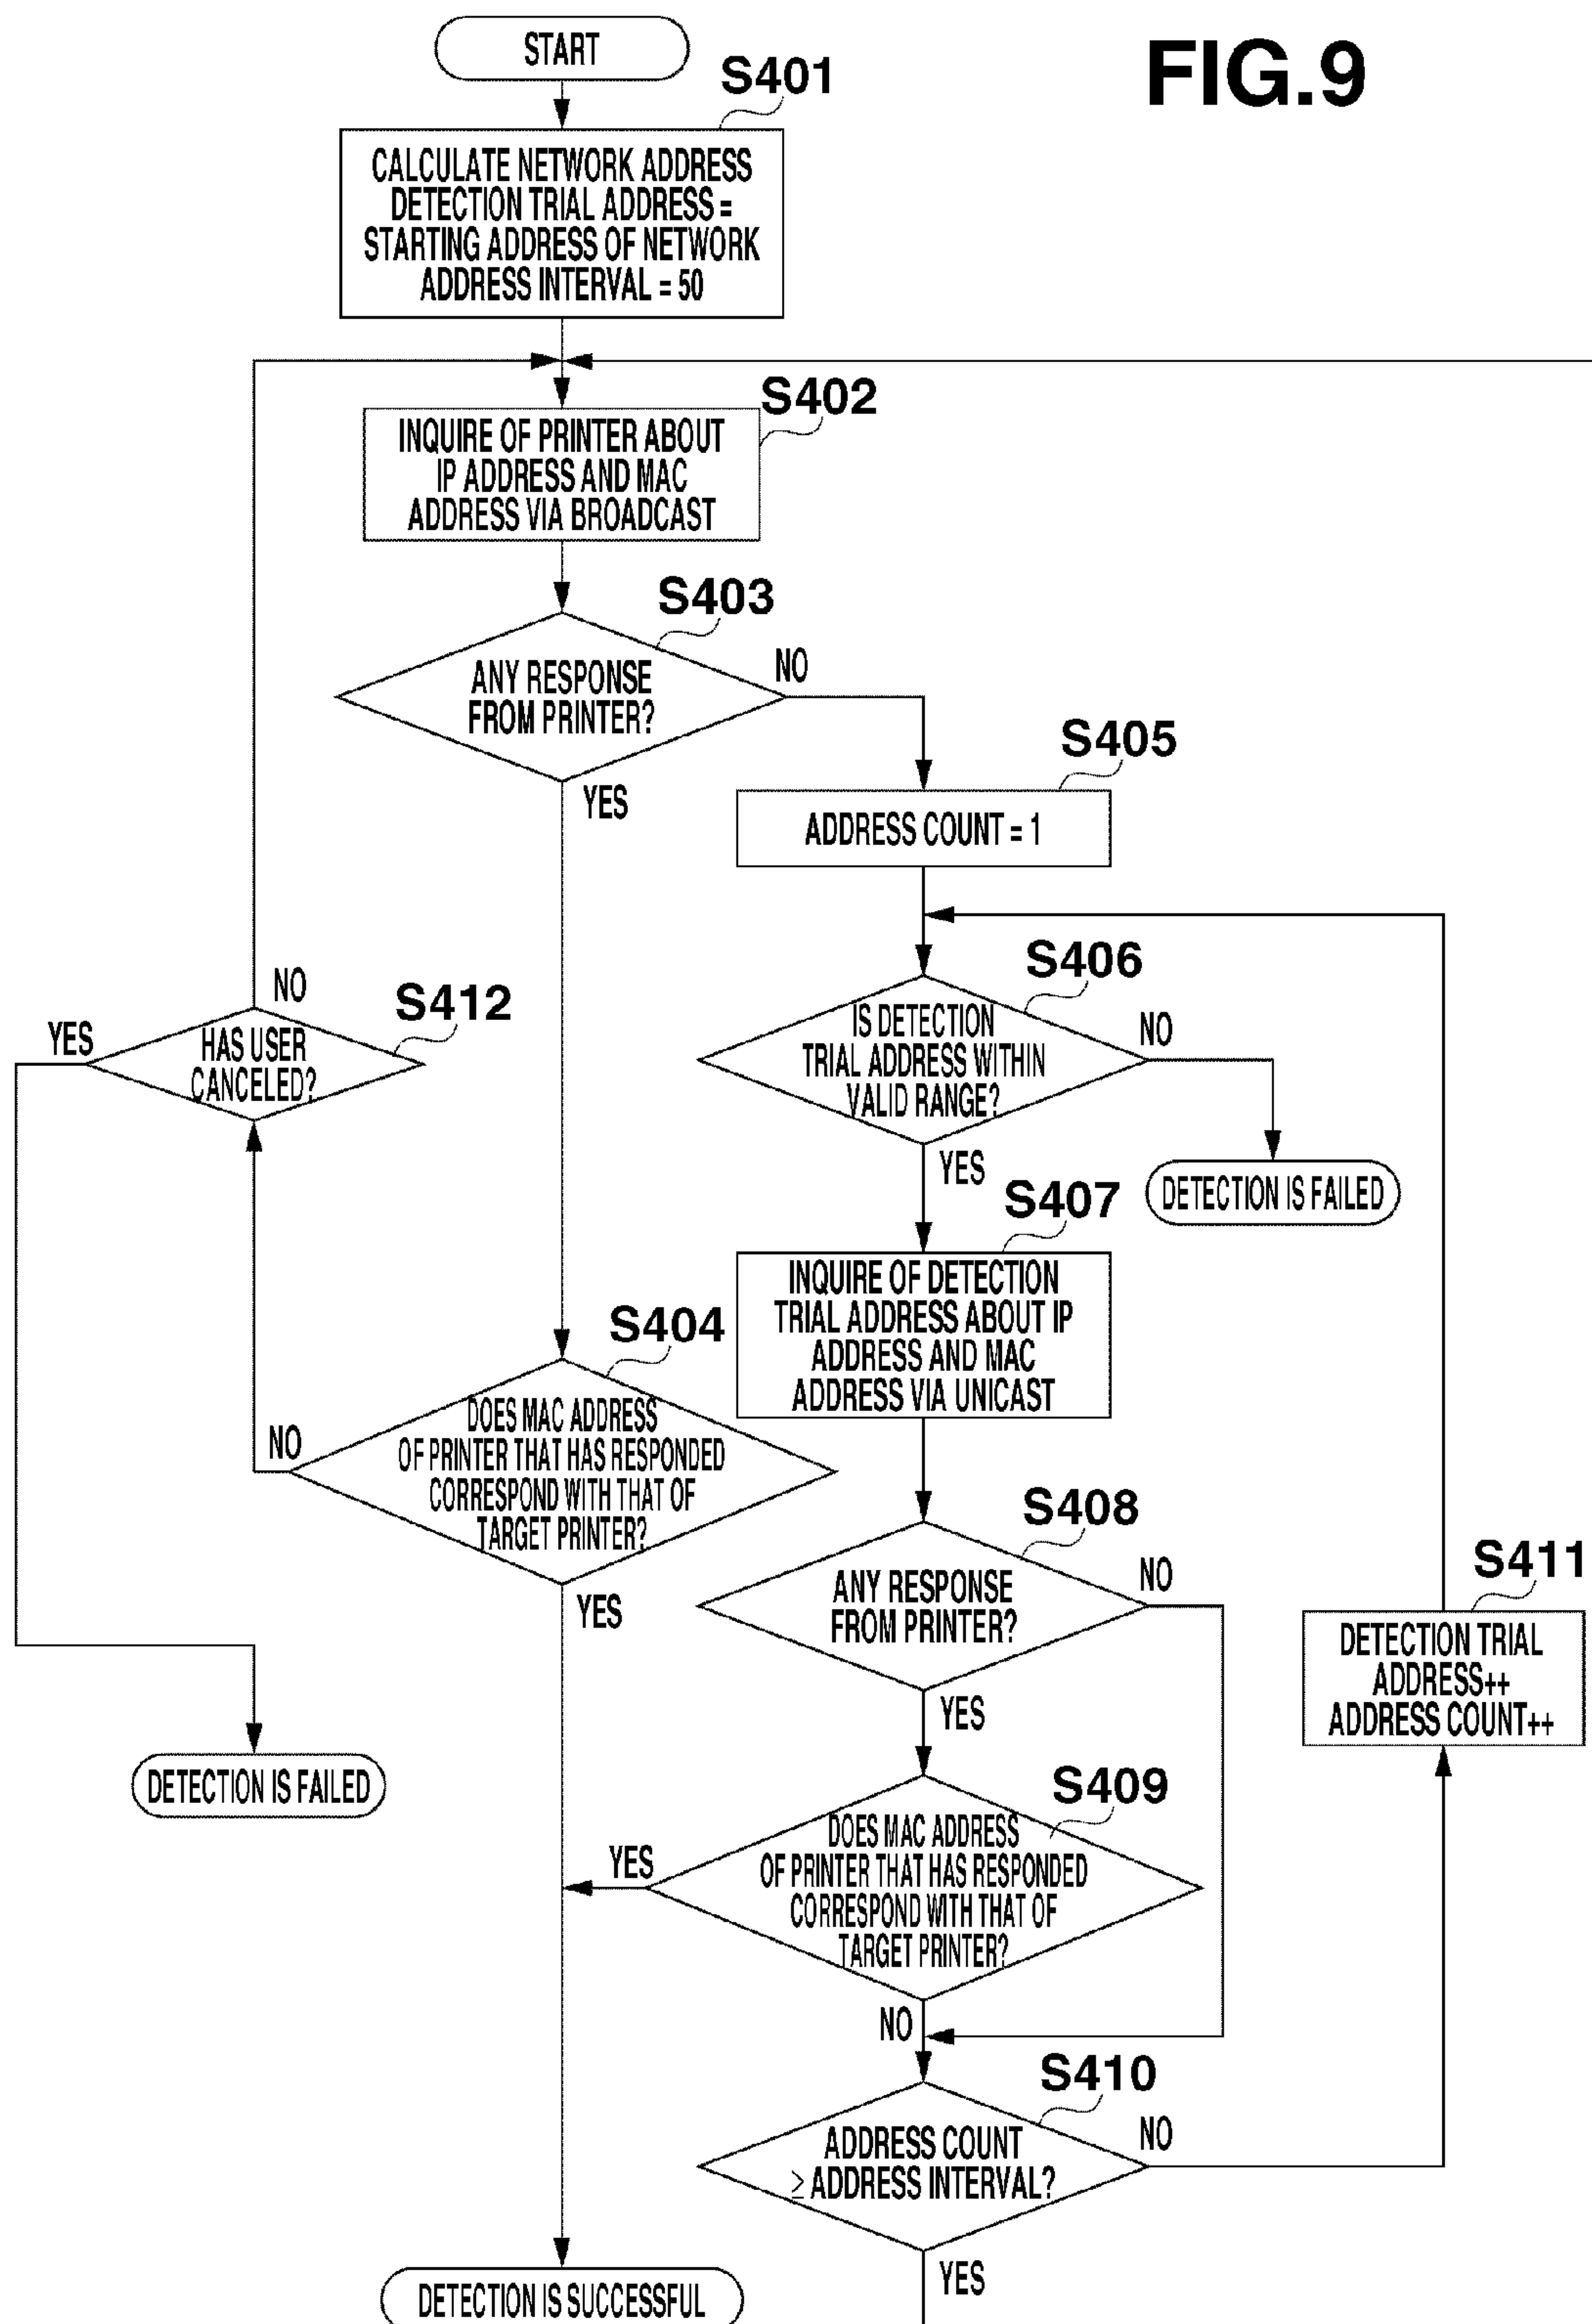 START
FIG.9
S401
CALCULATE NETWORK ADDRESS
DETECTION TRIAL ADDRESS =
STARTING ADDRESS OF NETWORK
ADDRESS INTERVAL = 50
S402
INQUIRE OF PRINTER ABOUT
IP ADDRESS AND MAC
ADDRESS VIA BROADCAST
S403
ANY RESPONSE
FROM PRINTER?
NO
YES
S405
ADDRESS COUNT = 1
S406
IS DETECTION
TRIAL ADDRESS WITHIN
VALID RANGE?
NO
YES
DETECTION IS FAILED
NO
S412
YES
HAS USER
CANCELED?
S407
INQUIRE OF DETECTION
TRIAL ADDRESS ABOUT IP
ADDRESS AND MAC
ADDRESS VIA UNICAST
S404
DOES MAC ADDRESS
OF PRINTER THAT HAS RESPONDED
CORRESPOND WITH THAT OF
TARGET PRINTER?
NO
YES
S408
ANY RESPONSE
FROM PRINTER?
NO
YES
S411
DETECTION TRIAL
ADDRESS++
ADDRESS COUNT++
DETECTION IS FAILED
S409
DOES MAC ADDRESS
OF PRINTER THAT HAS RESPONDED
CORRESPOND WITH THAT OF
TARGET PRINTER?
YES
NO
S410
ADDRESS COUNT
≥ ADDRESS INTERVAL?
NO
YES
DETECTION IS SUCCESSFUL